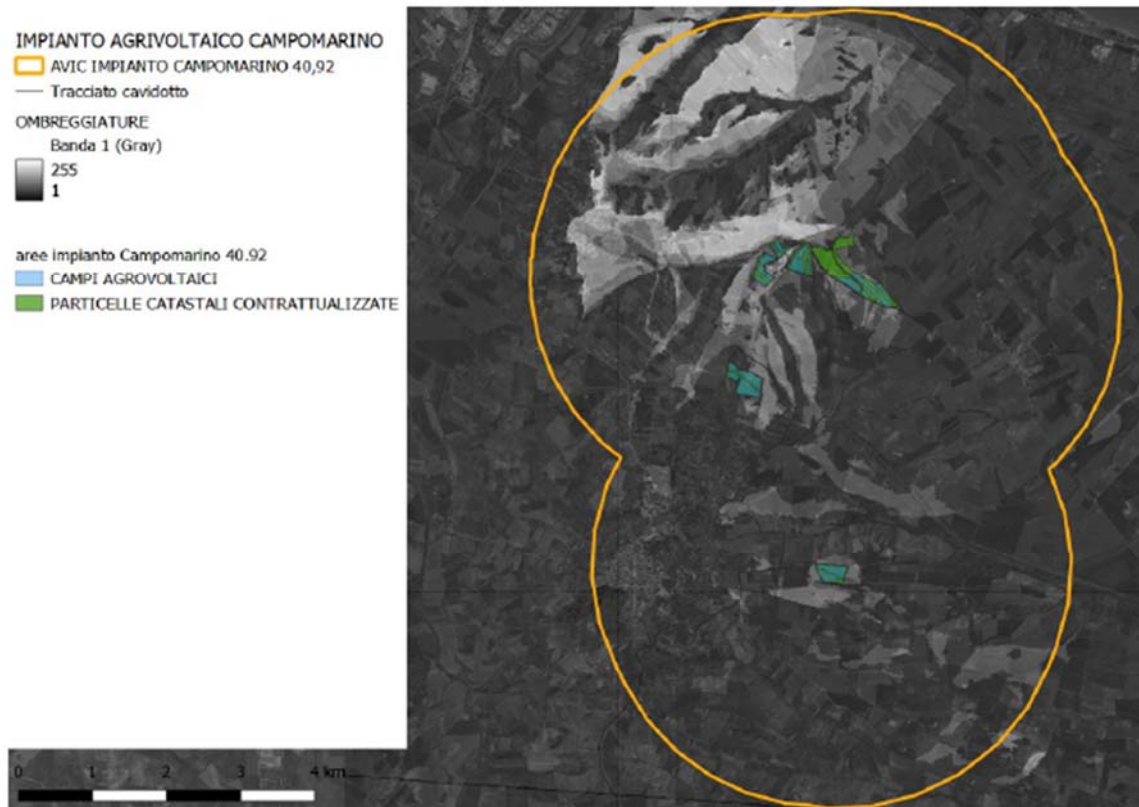 IMPIANTO AGRIVOLTAICO CAMPOMARINO
AVIC IMPIANTO CAMPOMARINO 40,92
Tracciato cavidotto
OMBREGGIATURE
Banda 1 (Gray)
255
1
aree impianto Campomarino 40.92
CAMPI AGROVOLTAICI
PARTICELLE CATASTALI CONTRATTUALIZZATE
0 1 2 3 4 km